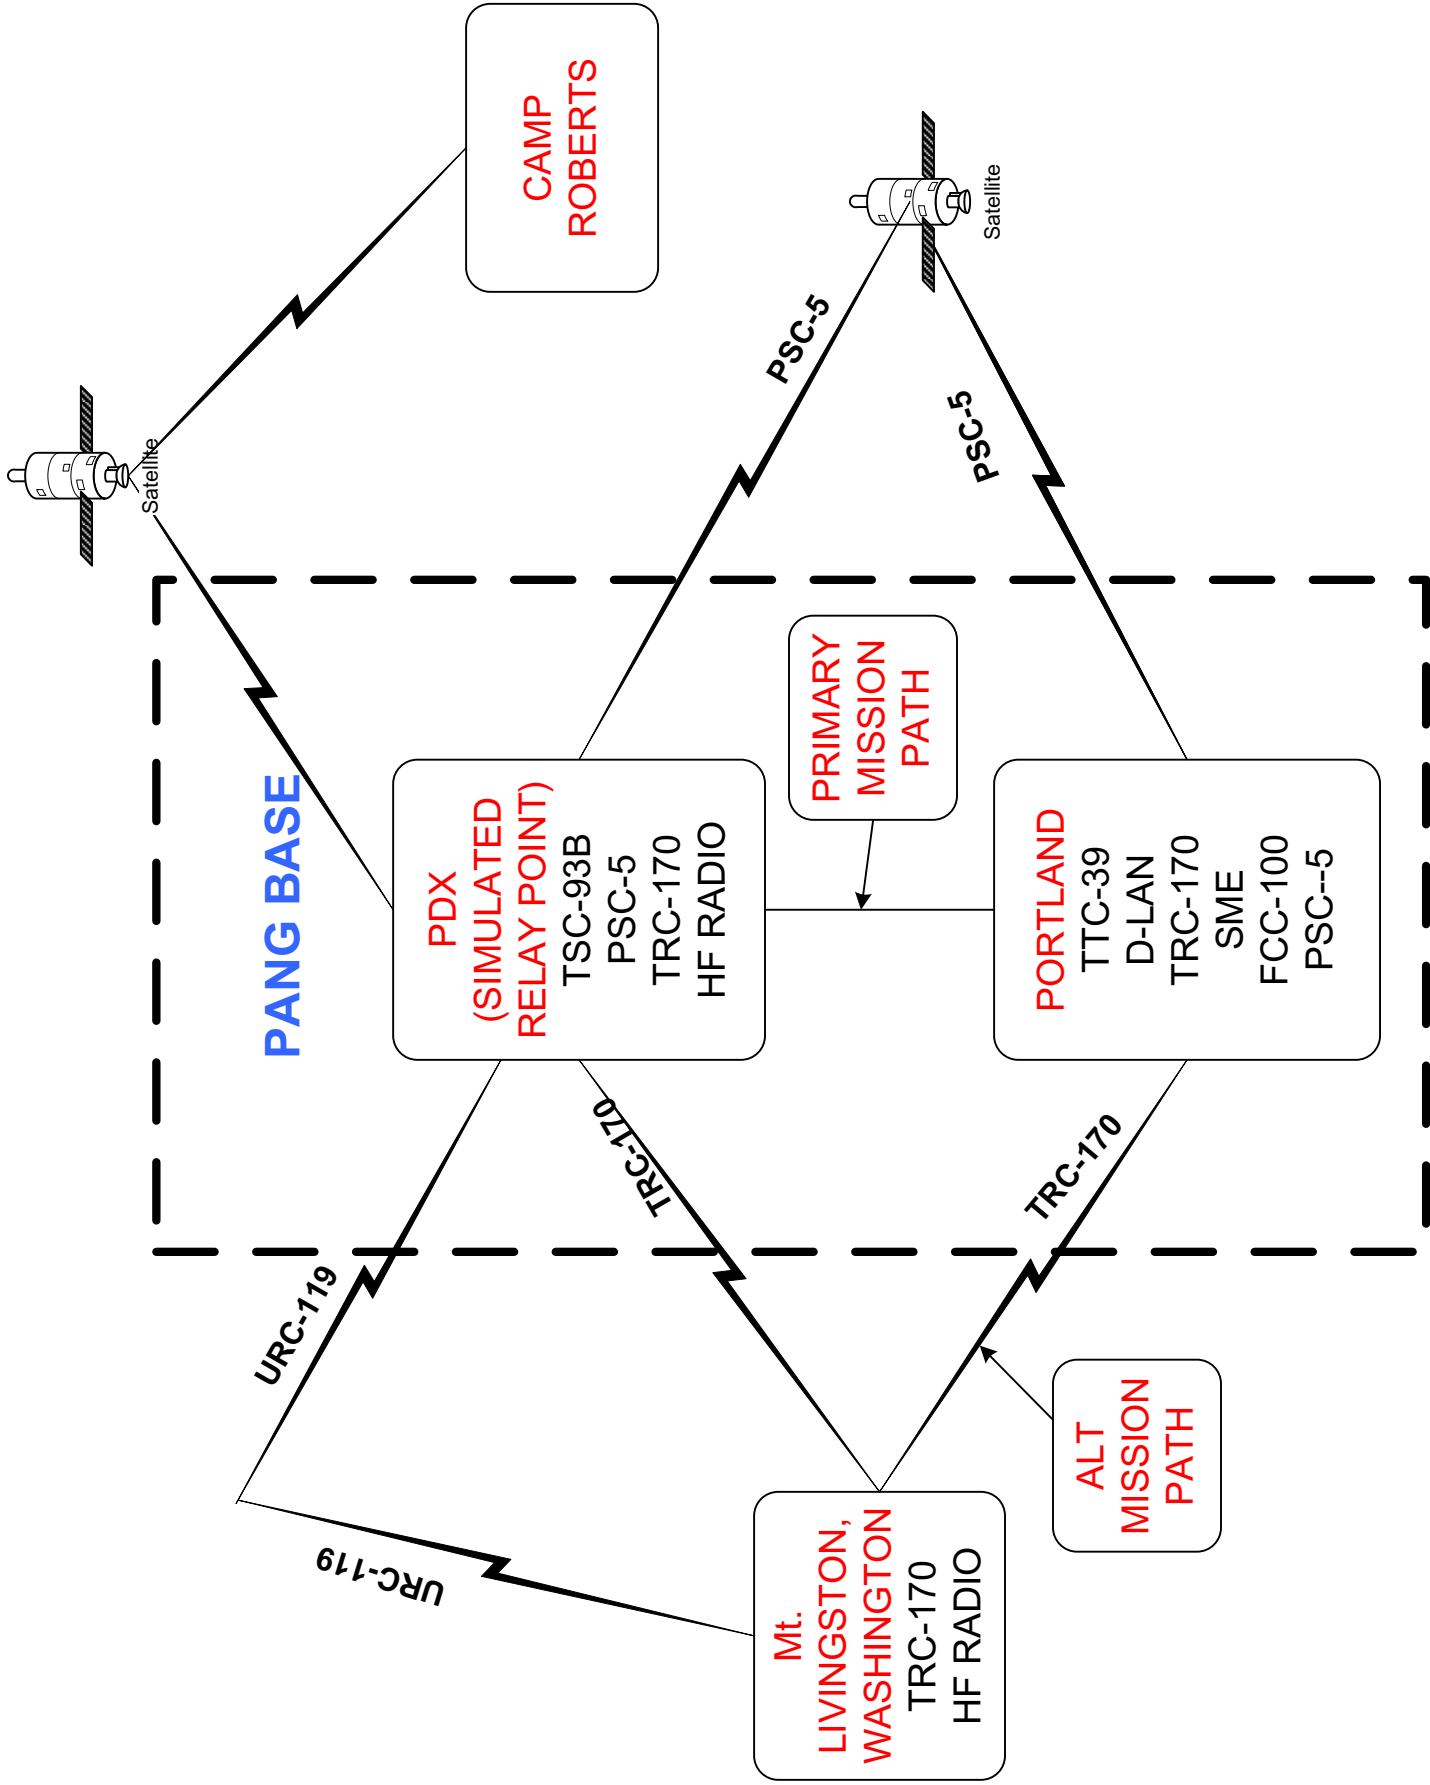 Satellite
CAMP
ROBERTS
PANG BASE
URC-119
URC-119
PDX
(SIMULATED
RELAY POINT)
TSC-93B
PSC-5
TRC-170
HF RADIO
PSC-5
Satellite
TRC-170
PRIMARY
MISSION
PATH
PSC-5
Mt.
LIVINGSTON,
WASHINGTON
TRC-170
HF RADIO
TRC-170
PORTLAND
TTC-39
D-LAN
TRC-170
SME
FCC-100
PSC--5
ALT
MISSION
PATH